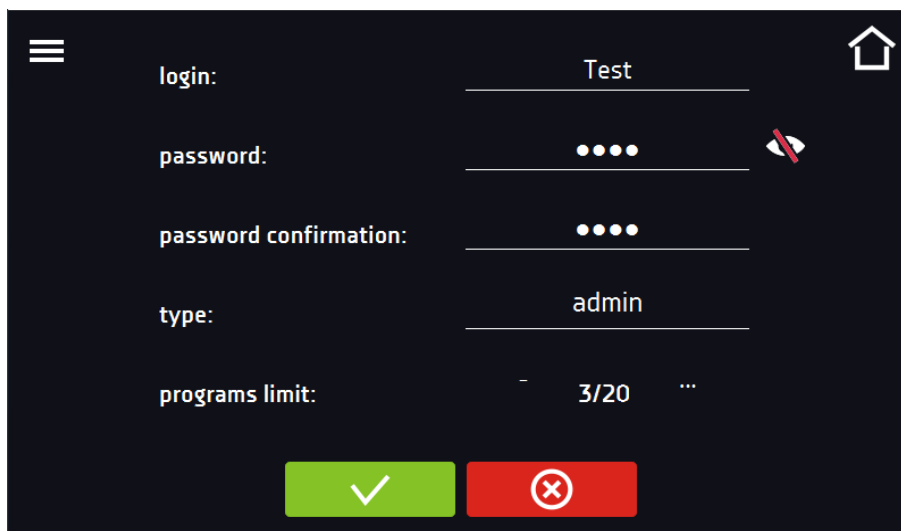 login: Test
password: ●●●●
password confirmation: ●●●●
type: admin
programs limit: - 3/20 ...